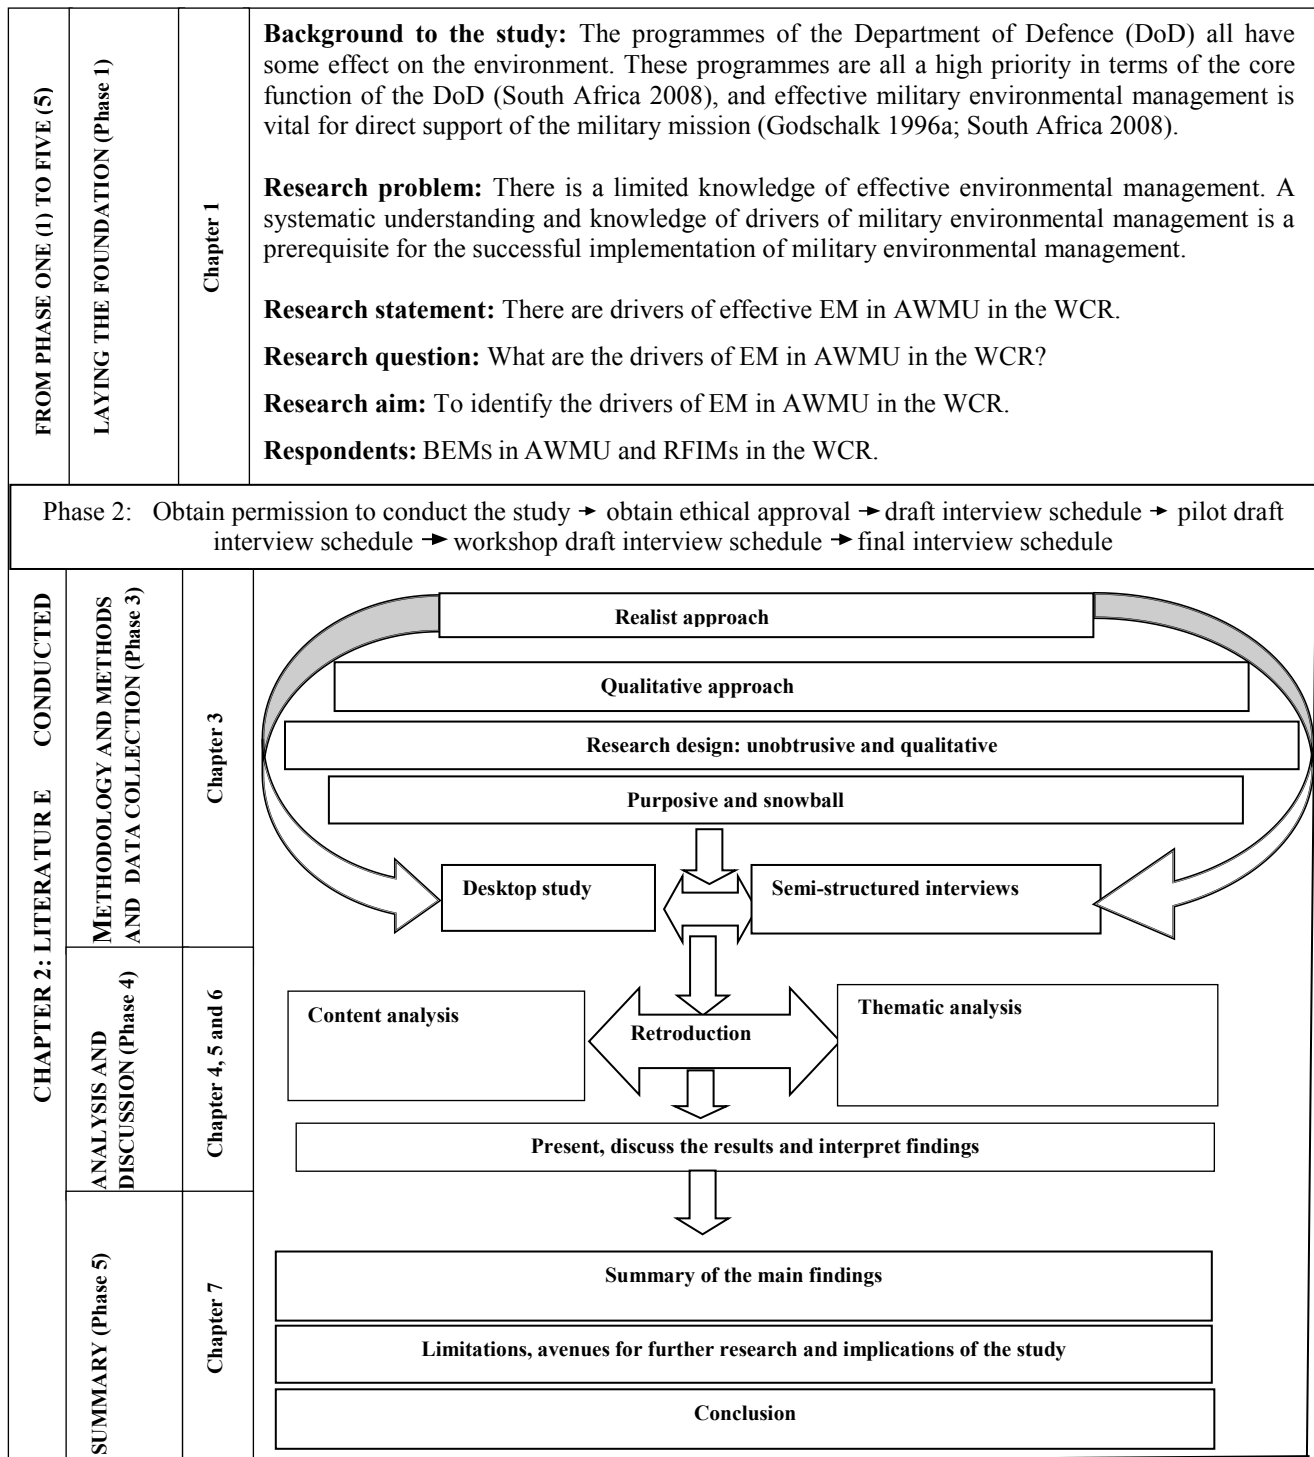 FROM PHASE ONE (1) TO FIVE (5)
LAYING THE FOUNDATION (Phase 1)
Chapter 1
Background to the study: The programmes of the Department of Defence (DoD) all have
some effect on the environment. These programmes are all a high priority in terms of the core
function of the DoD (South Africa 2008), and effective military environmental management is
vital for direct support of the military mission (Godschalk 1996a; South Africa 2008).
Research problem: There is a limited knowledge of effective environmental management. A
systematic understanding and knowledge of drivers of military environmental management is a
prerequisite for the successful implementation of military environmental management.
Research statement: There are drivers of effective EM in AWMU in the WCR.
Research question: What are the drivers of EM in AWMU in the WCR?
Research aim: To identify the drivers of EM in AWMU in the WCR.
Respondents: BEMs in AWMU and RFIMs in the WCR.
Phase 2: Obtain permission to conduct the study → obtain ethical approval → draft interview schedule → pilot draft
interview schedule → workshop draft interview schedule → final interview schedule
CHAPTER 2: LITERATUR E CONDUCTED
METHODOLOGY AND METHODS
AND DATA COLLECTION (Phase 3)
Chapter 3
Realist approach
Qualitative approach
Research design: unobtrusive and qualitative
Purposive and snowball
Desktop study
Semi-structured interviews
ANALYSIS AND
DISCUSSION (Phase 4)
Chapter 4, 5 and 6
Content analysis
Retroduction
Thematic analysis
Present, discuss the results and interpret findings
SUMMARY (Phase 5)
Chapter 7
Summary of the main findings
Limitations, avenues for further research and implications of the study
Conclusion